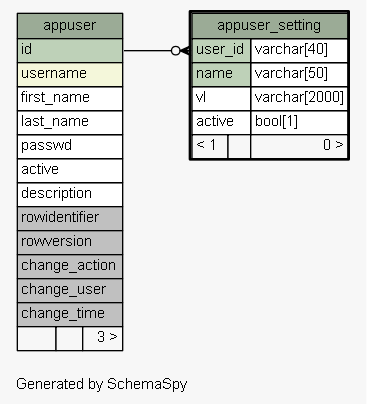 appuser
id
username
first_name
last_name
passwd
active
description
rowidentifier
rowversion
change_action
change_user
change_time
3 >
appuser_setting
user_id varchar[40]
name varchar[50]
vl varchar[2000]
active bool[1]
< 1 0 >
Generated by SchemaSpy